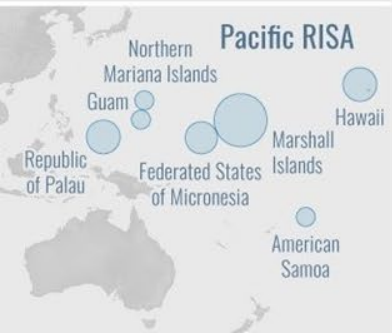 Pacific RISA
Northern
Mariana Islands
Guam
Hawaii
Republic
of Palau
Federated States
of Micronesia
Marshall
Islands
American
Samoa